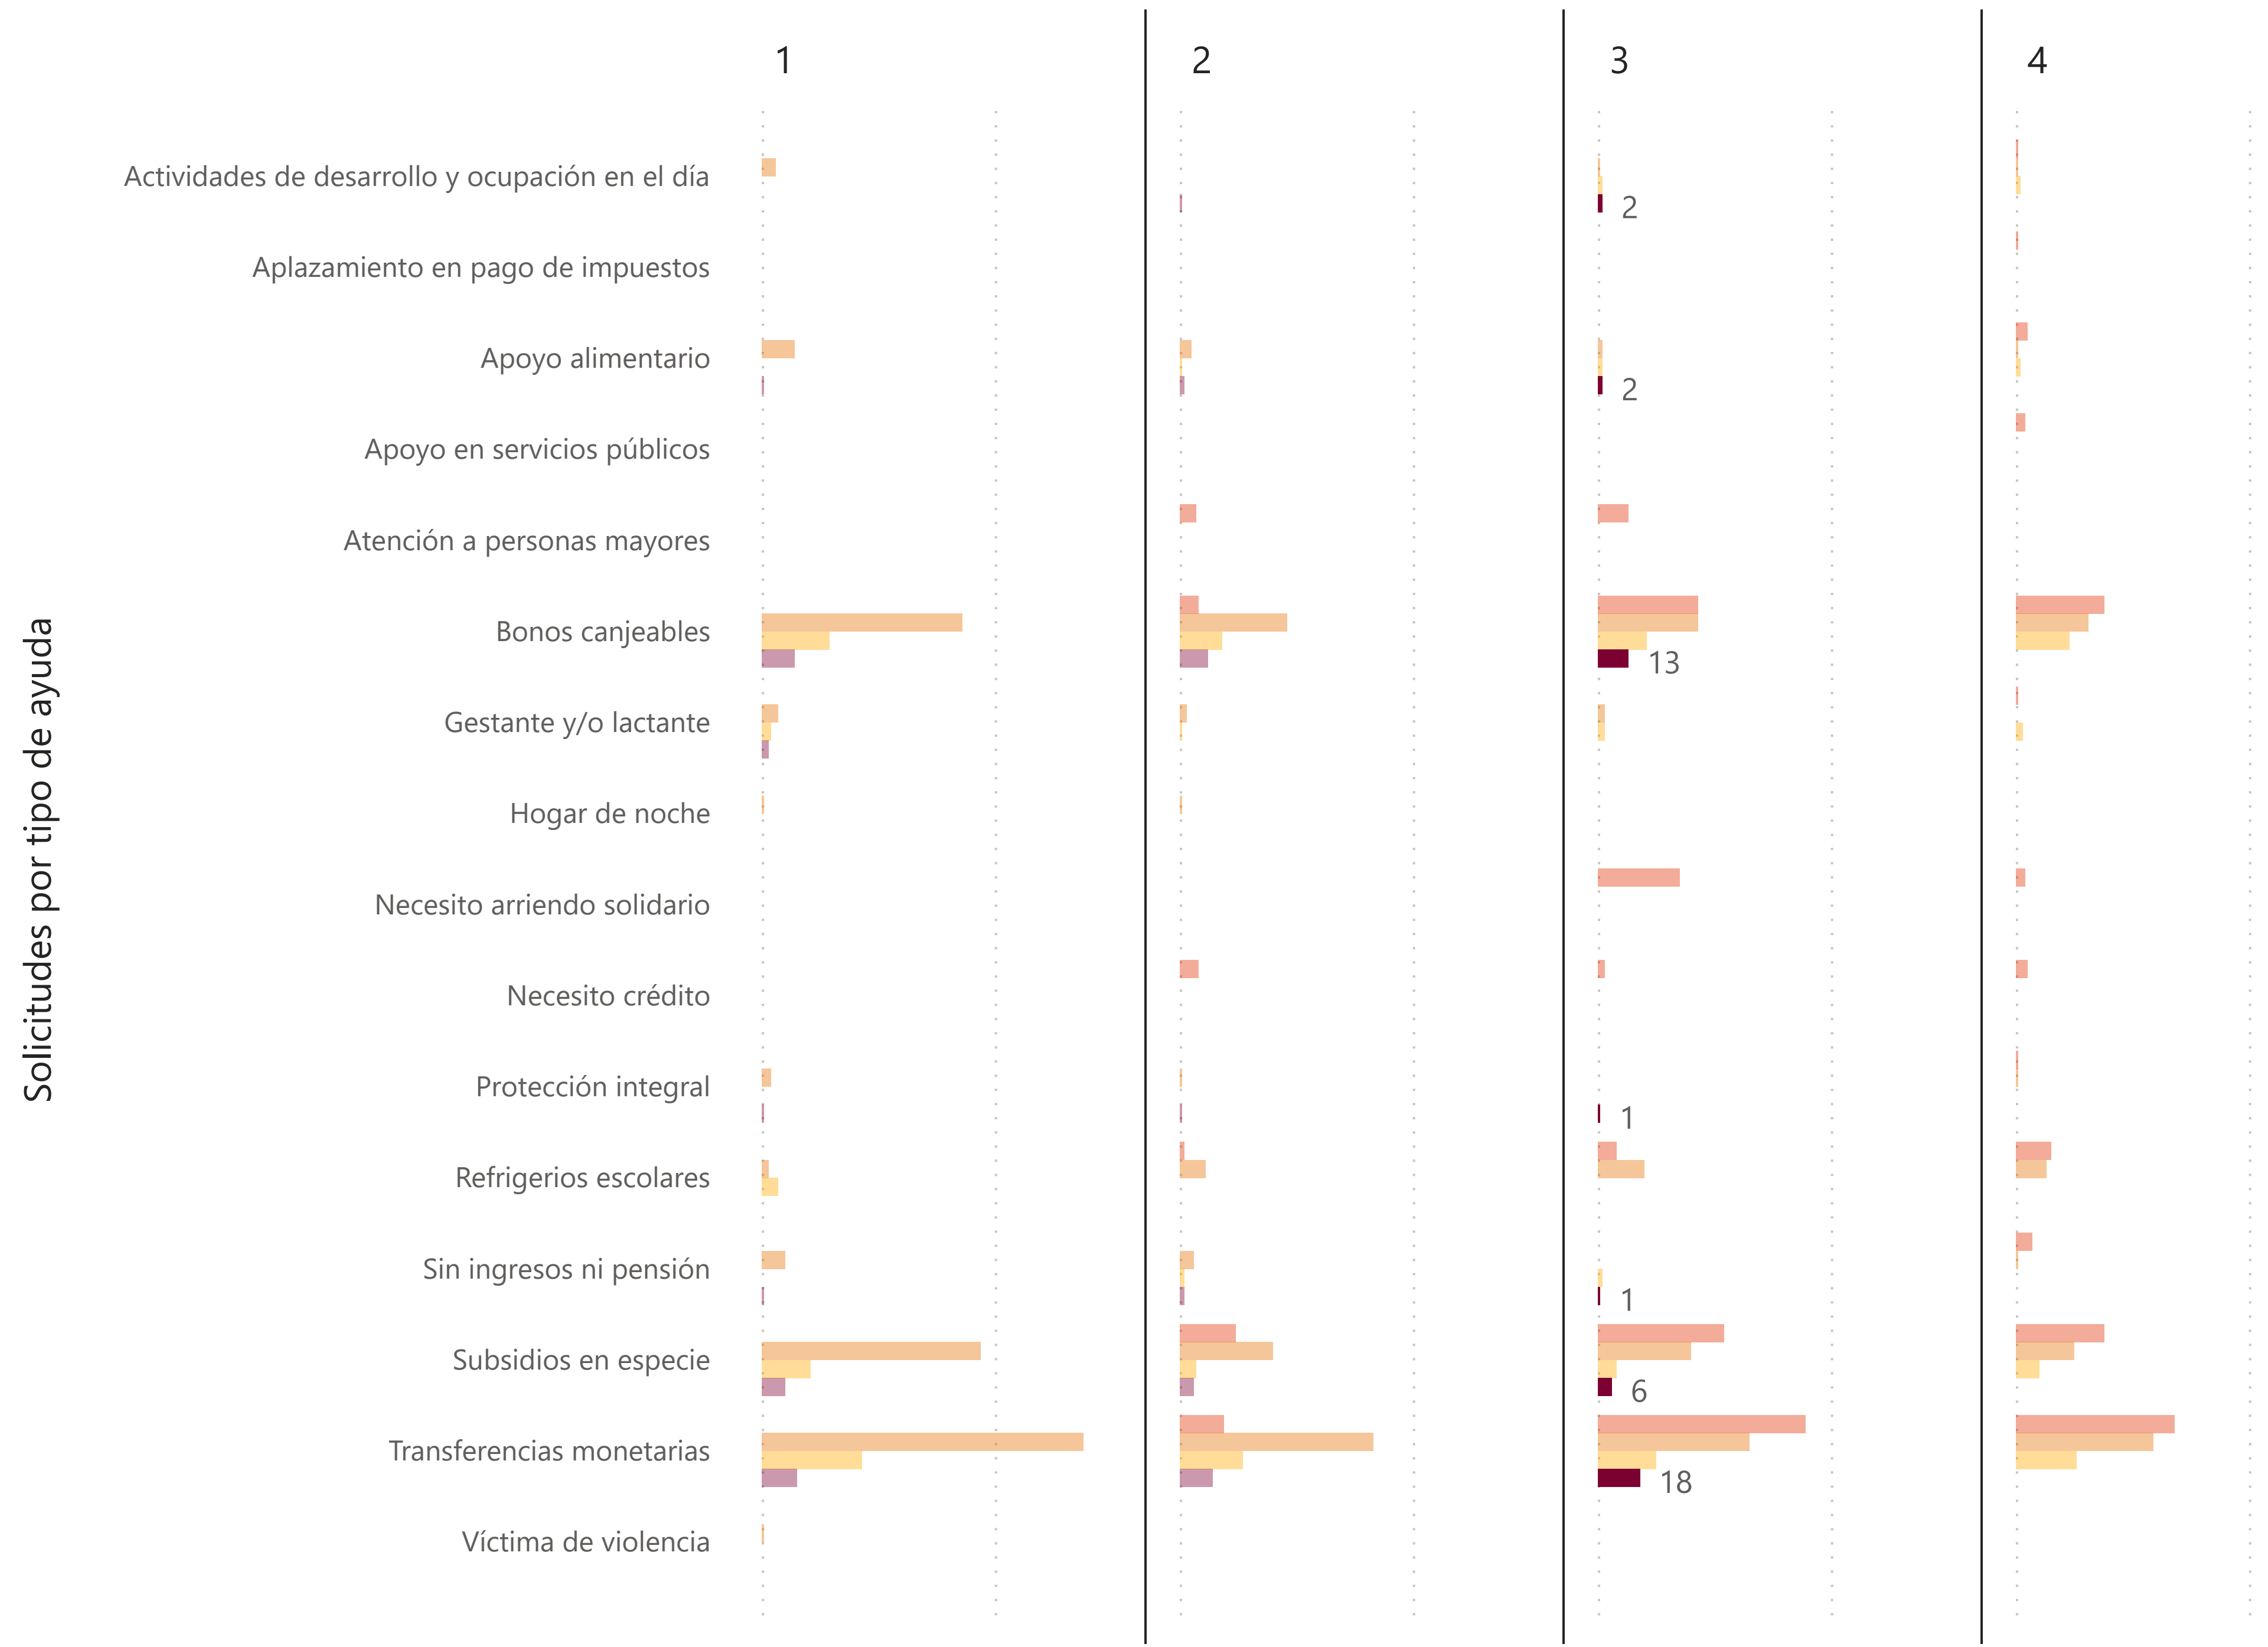 1
2
3
4
Solicitudes por tipo de ayuda
Actividades de desarrollo y ocupación en el día
2
Aplazamiento en pago de impuestos
Apoyo alimentario
2
Apoyo en servicios públicos
Atención a personas mayores
Bonos canjeables
13
Gestante y/o lactante
Hogar de noche
Necesito arriendo solidario
Necesito crédito
Protección integral
1
Refrigerios escolares
Sin ingresos ni pensión
1
Subsidios en especie
6
Transferencias monetarias
18
Víctima de violencia